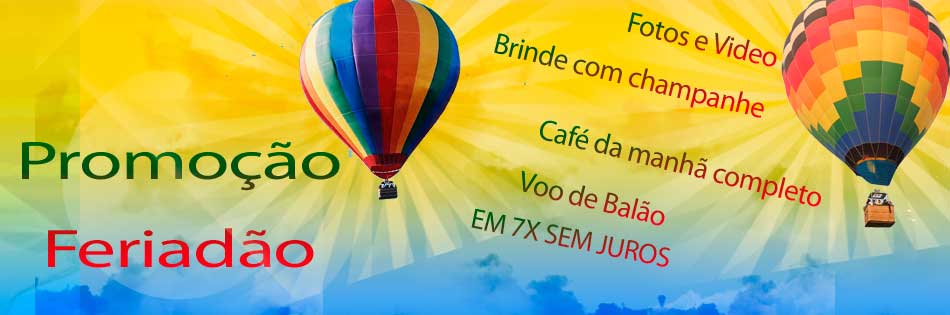 Promoção
Feriadão
Fotos e Video
Brinde com champanhe
Café da manhã completo
Voo de Balão
EM 7X SEM JUROS